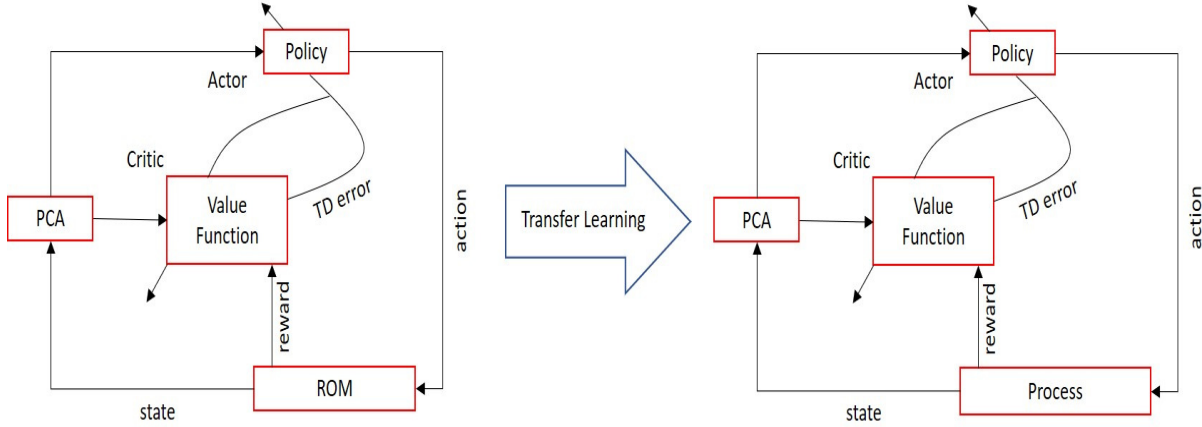 Policy
Actor
Critic
PCA
Value
Function
TD error
action
reward
ROM
state
Transfer Learning
Policy
Actor
Critic
PCA
Value
Function
TD error
action
reward
Process
state